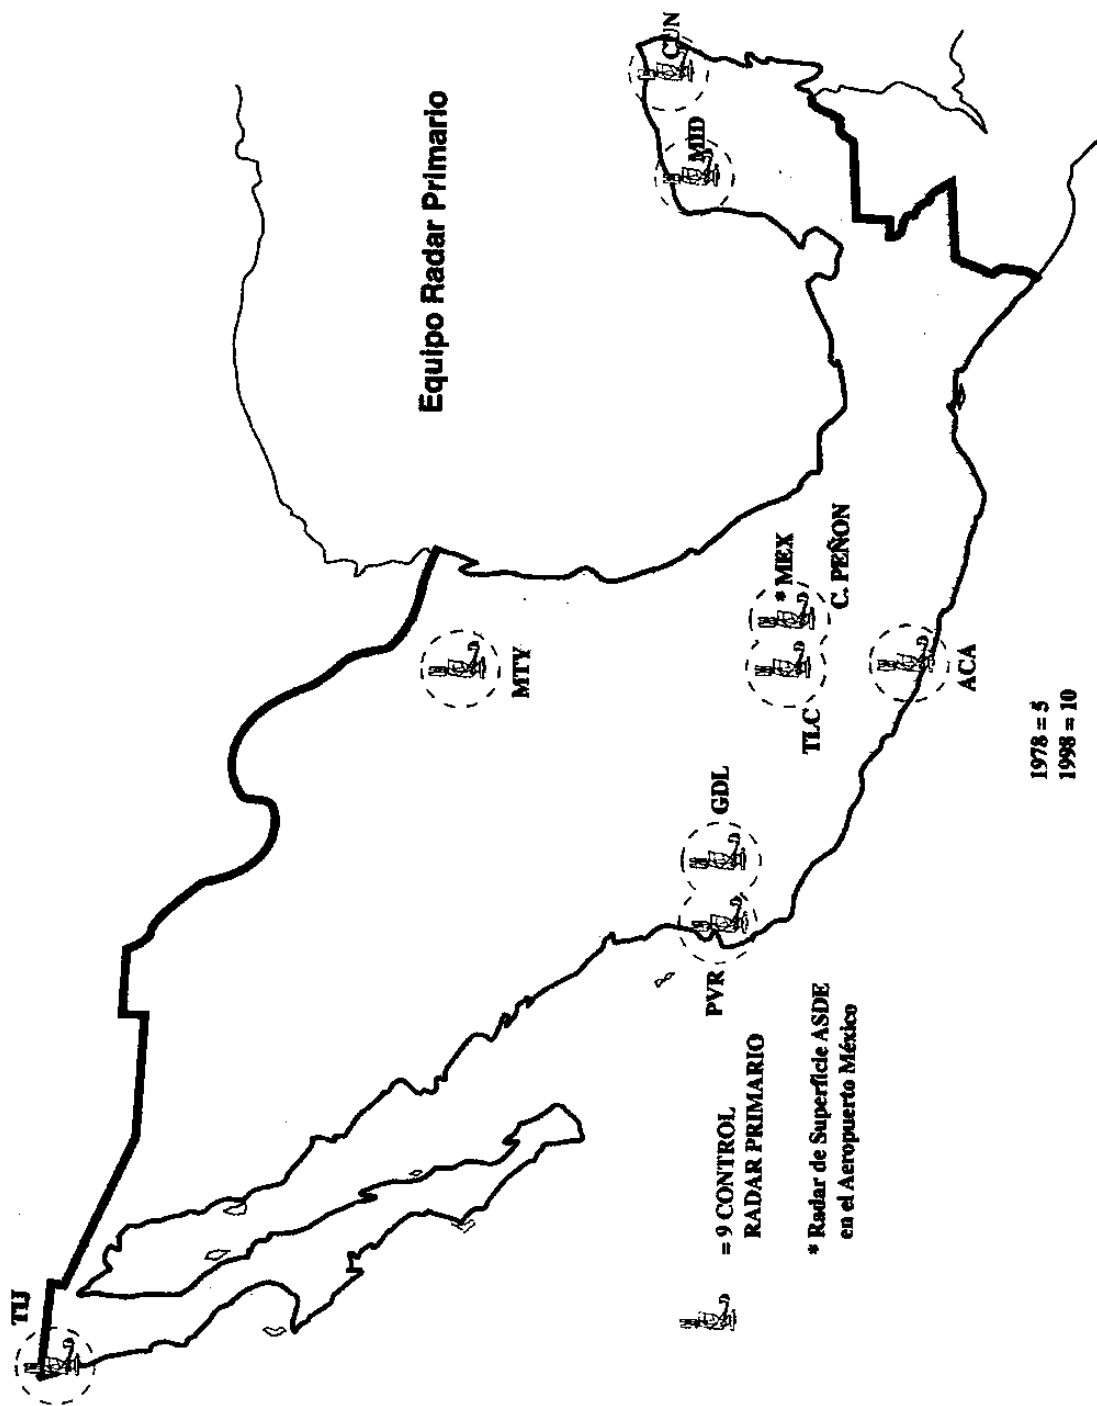 Equipo Radar Primario
TIJ
MTY
CUN
MID
* MEX
C. PEÑON
TLC
GDL
PVR
ACA
= 9 CONTROL
RADAR PRIMARIO
* Radar de Superficie ASDE
en el Aeropuerto México
1978 = 5
1998 = 10